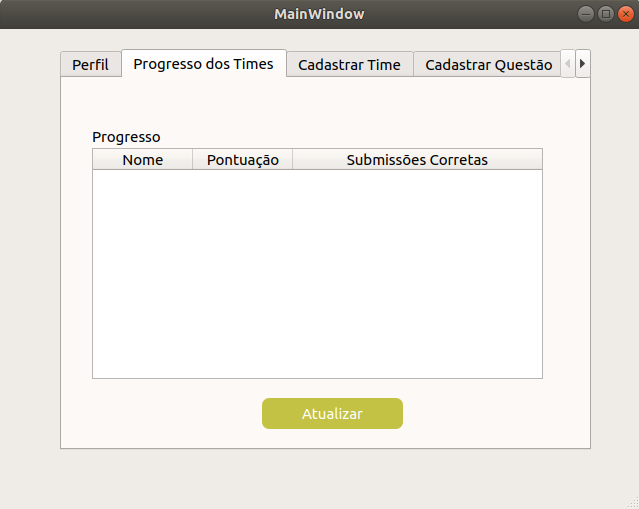 MainWindow
Perfil Progresso dos Times Cadastrar Time Cadastrar Questão
Progresso
Nome Pontuação Submissões Corretas
Atualizar